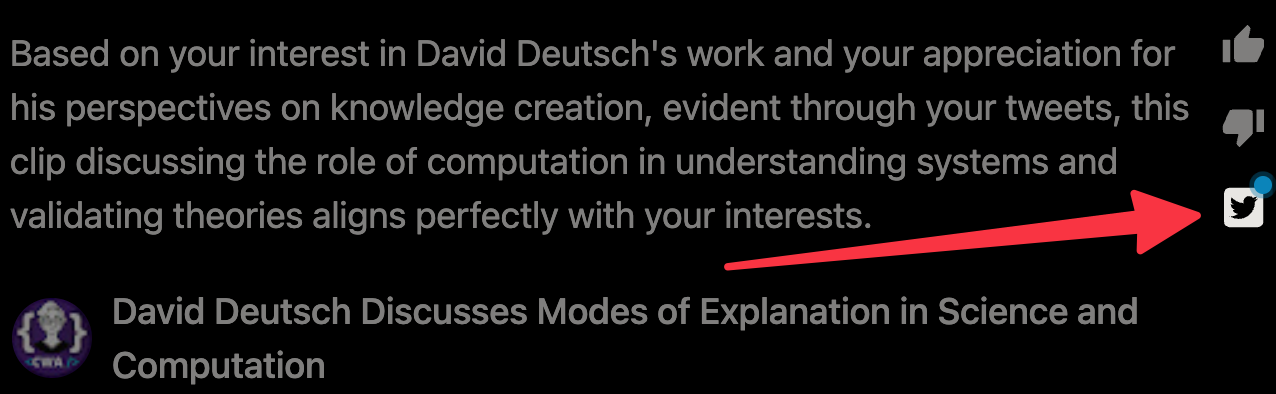 Based on your interest in David Deutsch's work and your appreciation for
his perspectives on knowledge creation, evident through your tweets, this
clip discussing the role of computation in understanding systems and
validating theories aligns perfectly with your interests.
David Deutsch Discusses Modes of Explanation in Science and
Computation
CWA